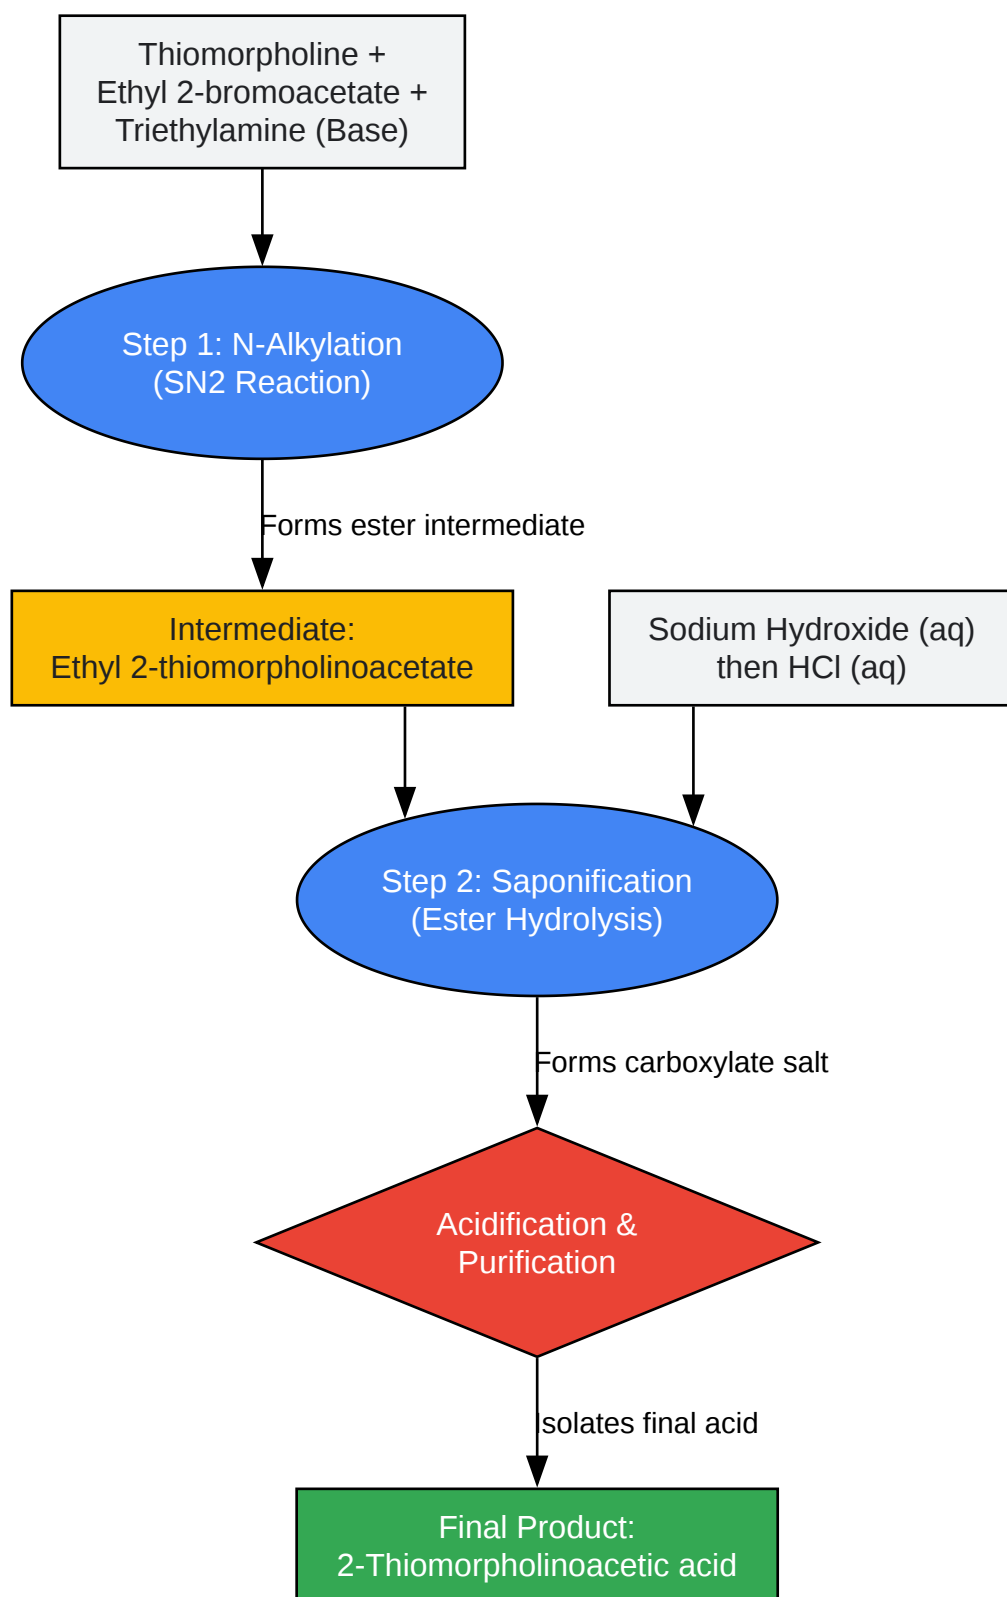 Thiomorpholine +
Ethyl 2-bromoacetate +
Triethylamine (Base)
Step 1: N-Alkylation
(SN2 Reaction)
Forms ester intermediate
Intermediate:
Ethyl 2-thiomorpholinoacetate
Sodium Hydroxide (aq)
then HCl (aq)
Step 2: Saponification
(Ester Hydrolysis)
Forms carboxylate salt
Acidification &
Purification
Isolates final acid
Final Product:
2-Thiomorpholinoacetic acid